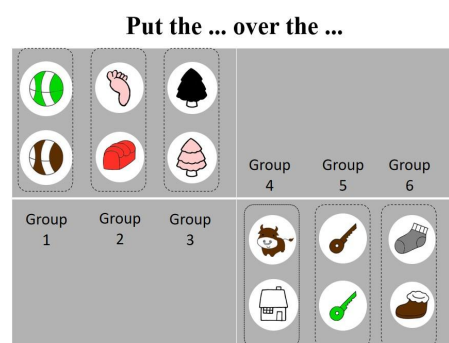 Put the ... over the ...
Group 4
Group 5
Group 6
Group 1
Group 2
Group 3